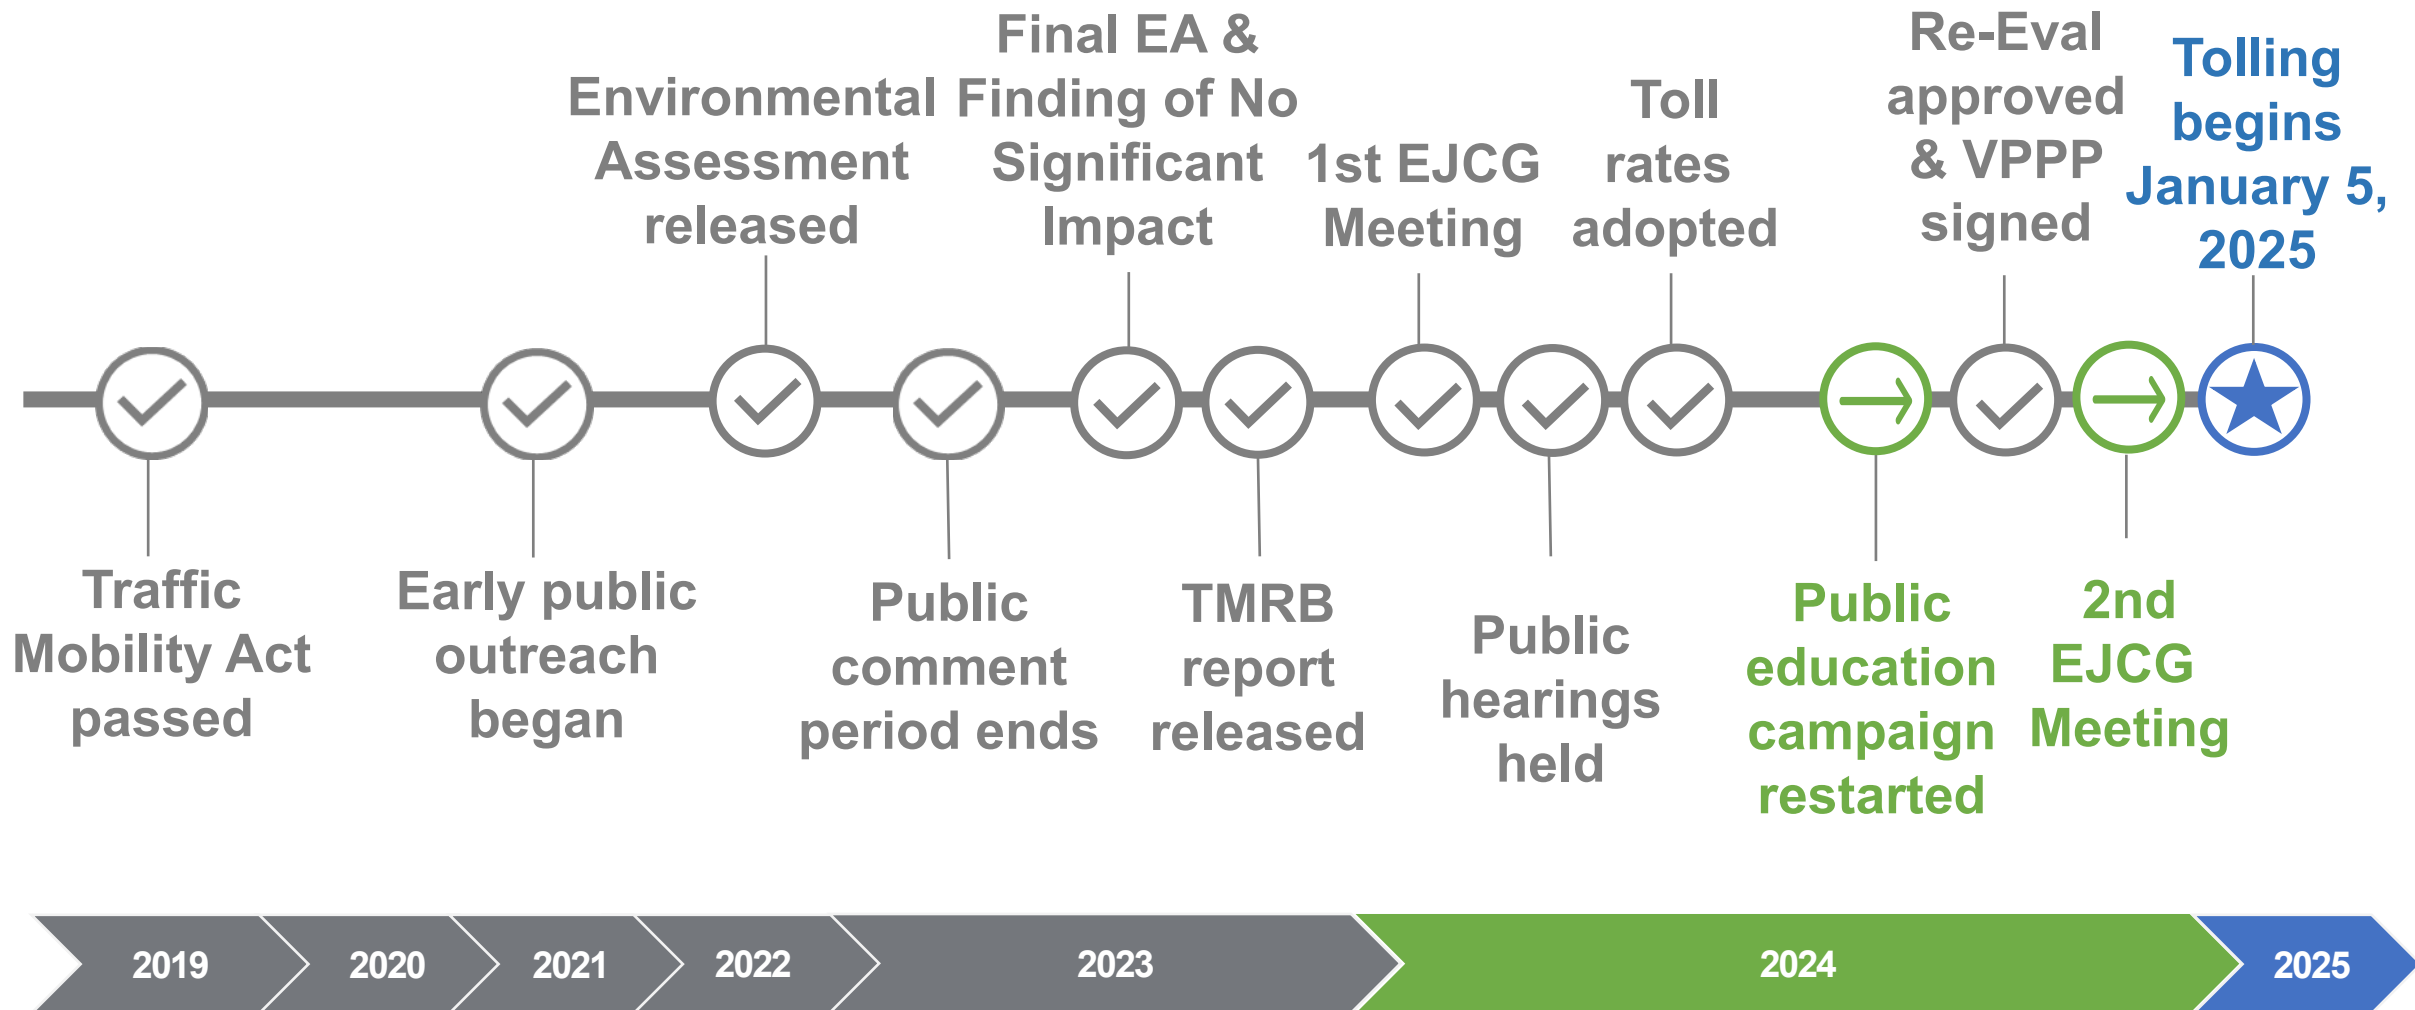 Environmental
Assessment
released
Final EA &
Finding of No
Significant
Impact
1st EJCG
Meeting
Toll
rates
adopted
Re-Eval
approved
& VPPP
signed
Tolling
begins
January 5,
2025
Traffic
Mobility Act
passed
Early public
outreach
began
Public
comment
period ends
TMRB
report
released
Public
hearings
held
Public
education
campaign
restarted
2nd
EJCG
Meeting
2019
2020
2021
2022
2023
2024
2025